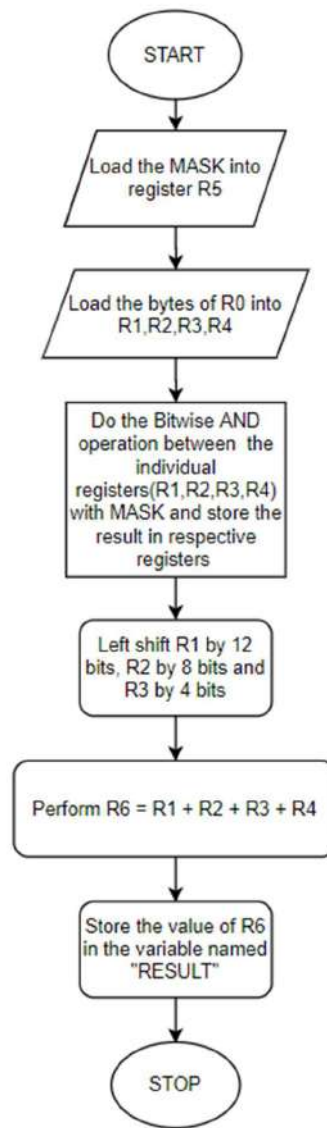 START
Load the MASK into
register R5
Load the bytes of R0 into
R1,R2,R3,R4
Do the Bitwise AND
operation between the
individual
registers(R1,R2,R3,R4)
with MASK and store the
result in respective
registers
Left shift R1 by 12
bits, R2 by 8 bits and
R3 by 4 bits
Perform R6 = R1 + R2 + R3 + R4
Store the value of R6
in the variable named
"RESULT"
STOP